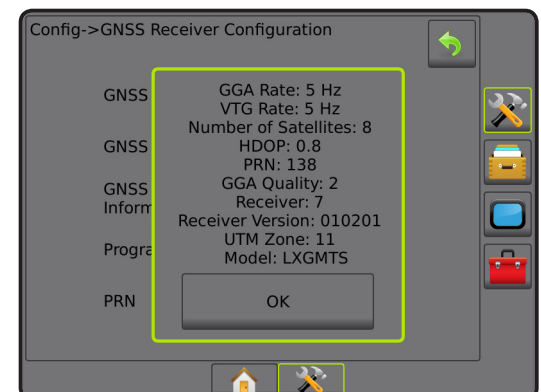 Config->GNSS Receiver Configuration
GNSS
GNSS
GNSS
Inform
Progra
PRN
GGA Rate: 5 Hz
VTG Rate: 5 Hz
Number of Satellites: 8
HDOP: 0.8
PRN: 138
GGA Quality: 2
Receiver: 7
Receiver Version: 010201
UTM Zone: 11
Model: LXGMTS
OK